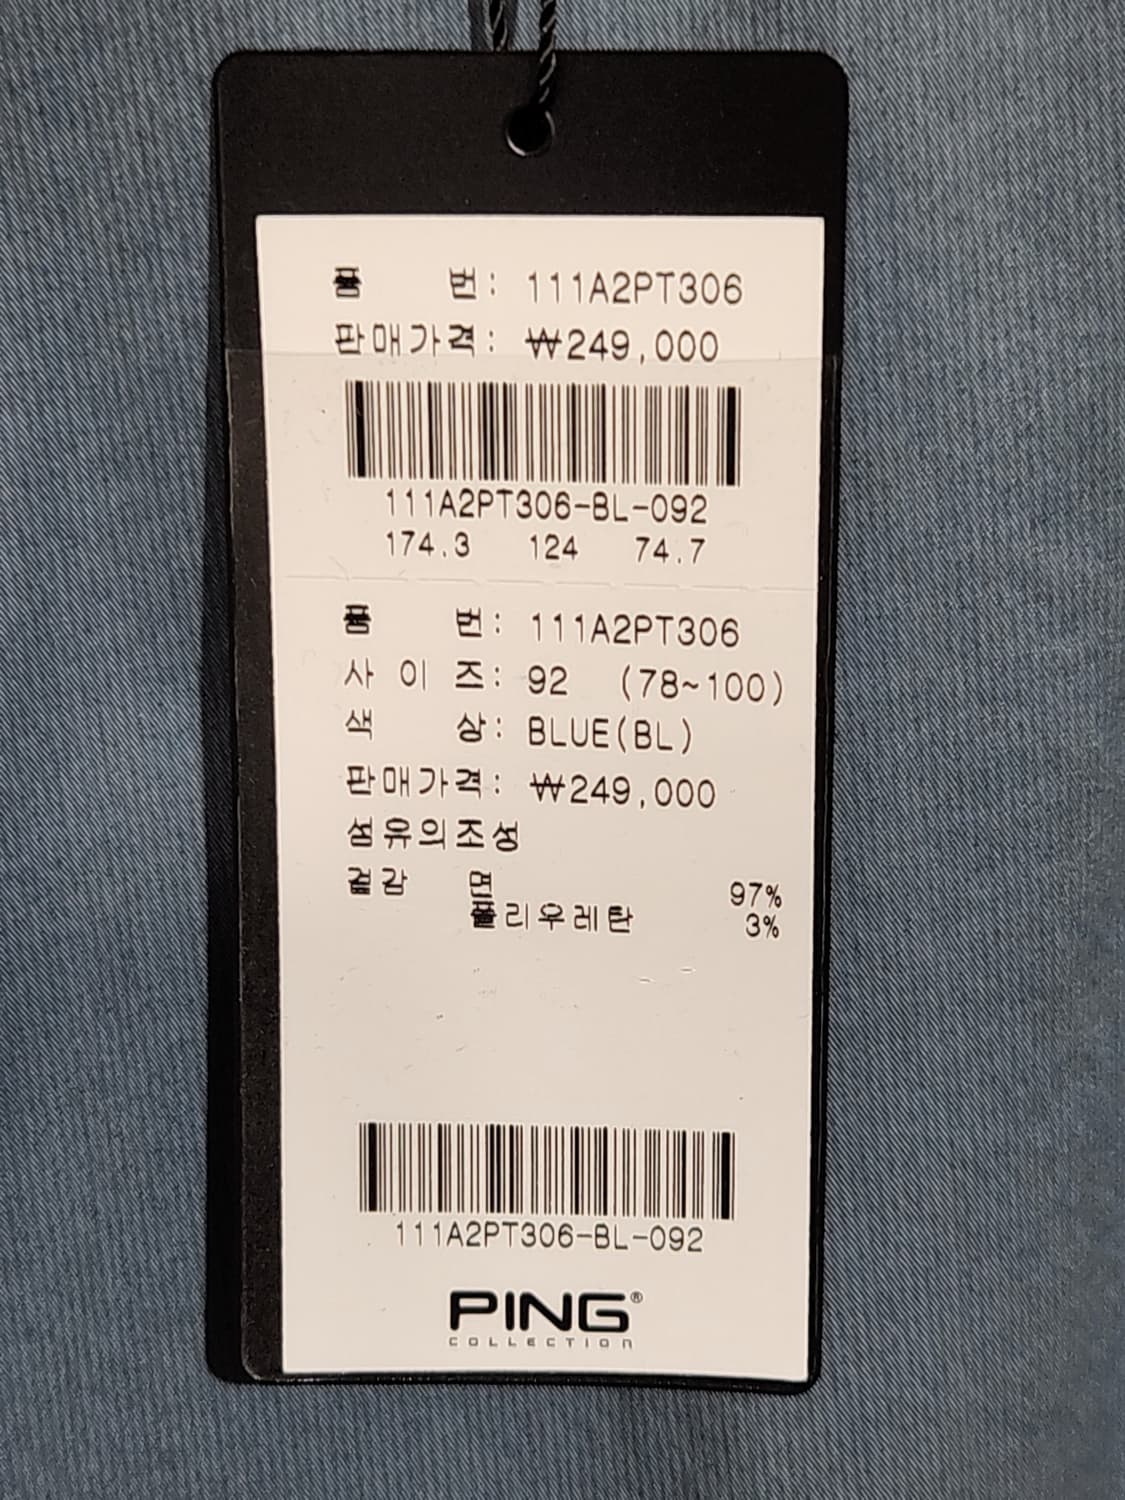 품 번: 111A2PT306
판매가격: ₩249,000
111A2PT306-BL-092
174.3 124 74.7
품 번: 111A2PT306
사이즈: 92 (78~100)
색 상: BLUE(BL)
판매가격: ₩249,000
섬유의조성
겉감 면 97%
폴리우레탄 3%
111A2PT306-BL-092
PING®
COLLECTION